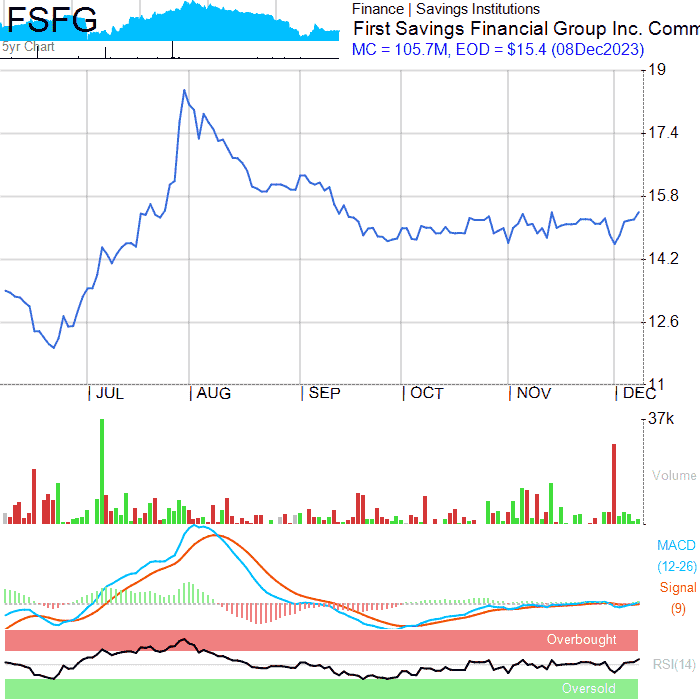 FSFG
5yr Chart
Finance | Savings Institutions
First Savings Financial Group Inc. Comm
MC = 105.7M, EOD = $15.4 (08Dec2023)
19
17.4
15.8
14.2
12.6
11
JUL AUG SEP OCT NOV DEC
37k
Volume
MACD
(12-26)
Signal
(9)
Overbought
RSI(14)
Oversold